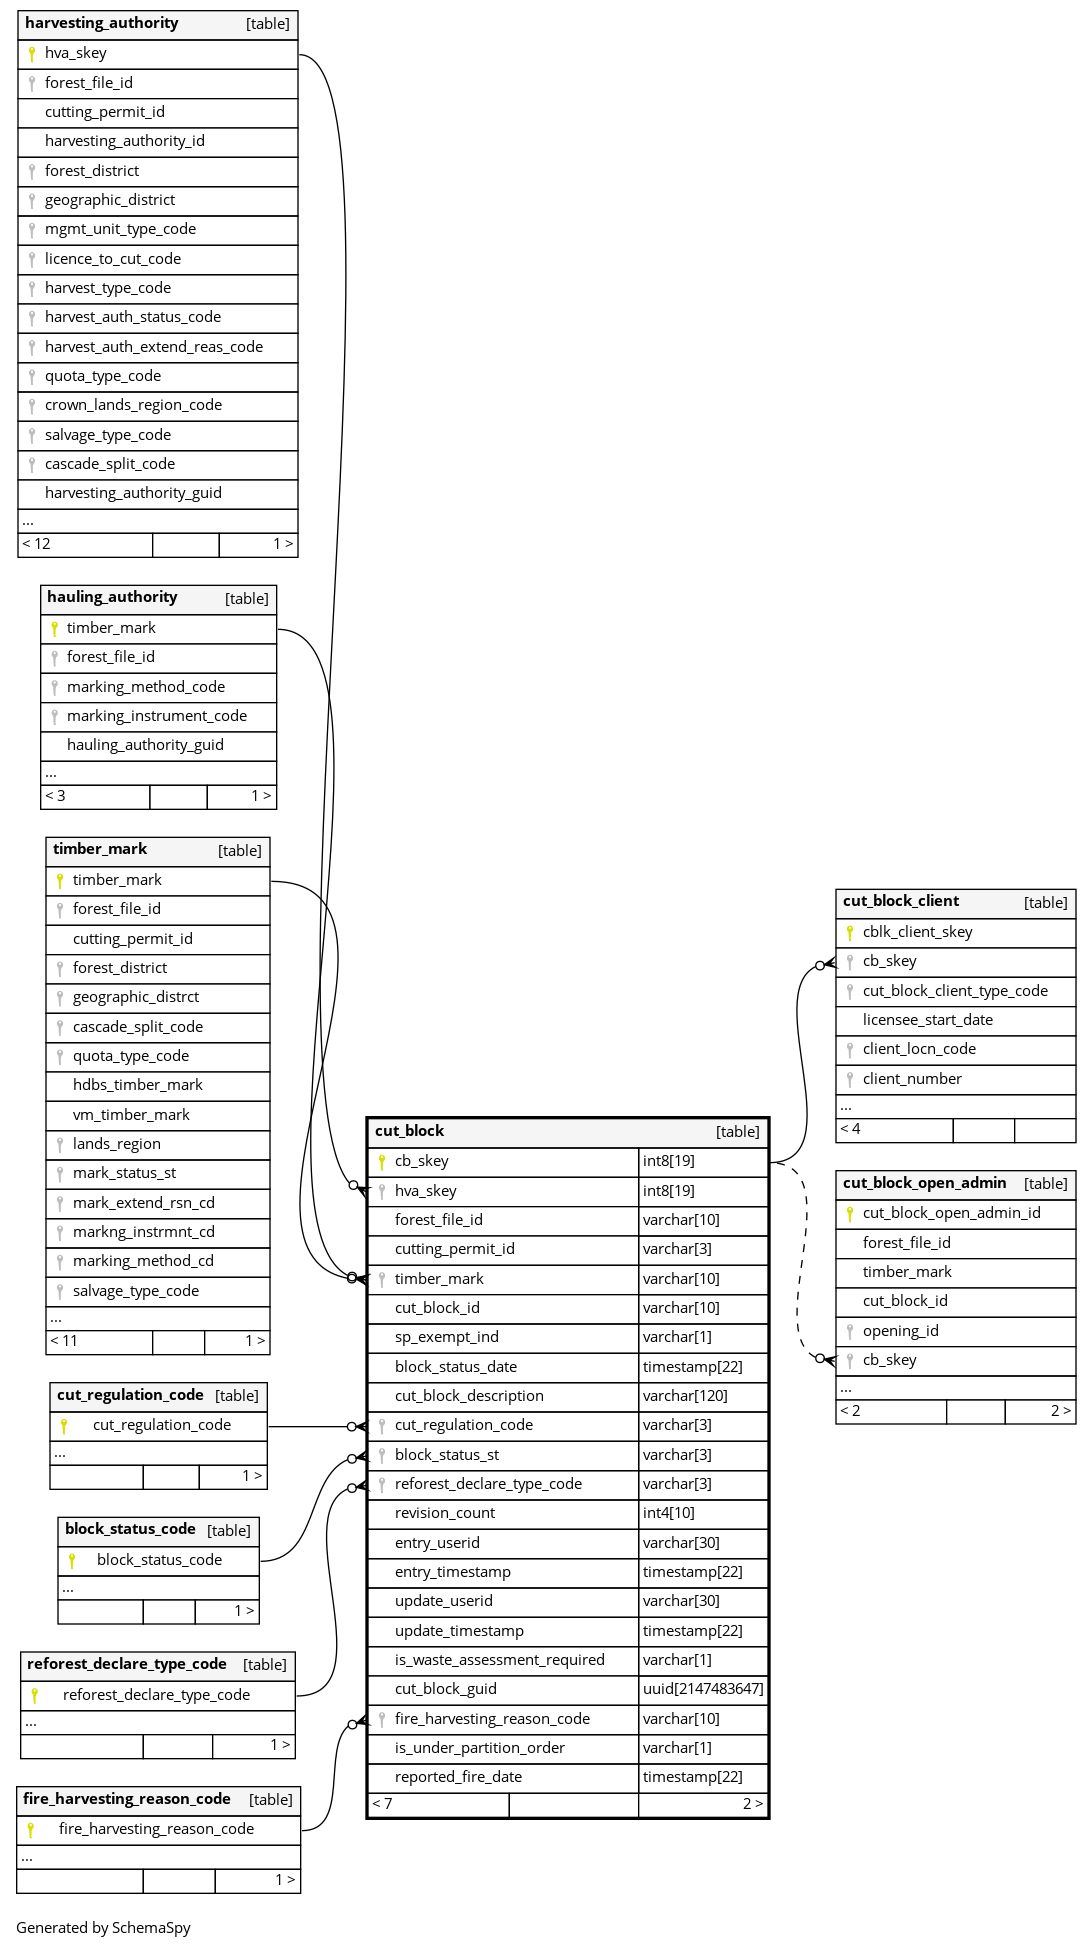 harvesting_authority [table]
hva_skey
forest_file_id
cutting_permit_id
harvesting_authority_id
forest_district
geographic_district
mgmt_unit_type_code
licence_to_cut_code
harvest_type_code
harvest_auth_status_code
harvest_auth_extend_reas_code
quota_type_code
crown_lands_region_code
salvage_type_code
cascade_split_code
harvesting_authority_guid
...
< 12 1 >
hauling_authority [table]
timber_mark
forest_file_id
marking_method_code
marking_instrument_code
hauling_authority_guid
...
< 3 1 >
timber_mark [table]
timber_mark
forest_file_id
cutting_permit_id
forest_district
geographic_distrct
cascade_split_code
quota_type_code
hdbs_timber_mark
vm_timber_mark
lands_region
mark_status_st
mark_extend_rsn_cd
markng_instrmnt_cd
marking_method_cd
salvage_type_code
...
< 11 1 >
cut_regulation_code [table]
cut_regulation_code
...
1 >
block_status_code [table]
block_status_code
...
1 >
reforest_declare_type_code [table]
reforest_declare_type_code
...
1 >
fire_harvesting_reason_code [table]
fire_harvesting_reason_code
...
1 >
cut_block [table]
cb_skey int8[19]
hva_skey int8[19]
forest_file_id varchar[10]
cutting_permit_id varchar[3]
timber_mark varchar[10]
cut_block_id varchar[10]
sp_exempt_ind varchar[1]
block_status_date timestamp[22]
cut_block_description varchar[120]
cut_regulation_code varchar[3]
block_status_st varchar[3]
reforest_declare_type_code varchar[3]
revision_count int4[10]
entry_userid varchar[30]
entry_timestamp timestamp[22]
update_userid varchar[30]
update_timestamp timestamp[22]
is_waste_assessment_required varchar[1]
cut_block_guid uuid[2147483647]
fire_harvesting_reason_code varchar[10]
is_under_partition_order varchar[1]
reported_fire_date timestamp[22]
< 7 2 >
cut_block_client [table]
cblk_client_skey
cb_skey
cut_block_client_type_code
licensee_start_date
client_locn_code
client_number
...
< 4
cut_block_open_admin [table]
cut_block_open_admin_id
forest_file_id
timber_mark
cut_block_id
opening_id
cb_skey
...
< 2 2 >
Generated by SchemaSpy